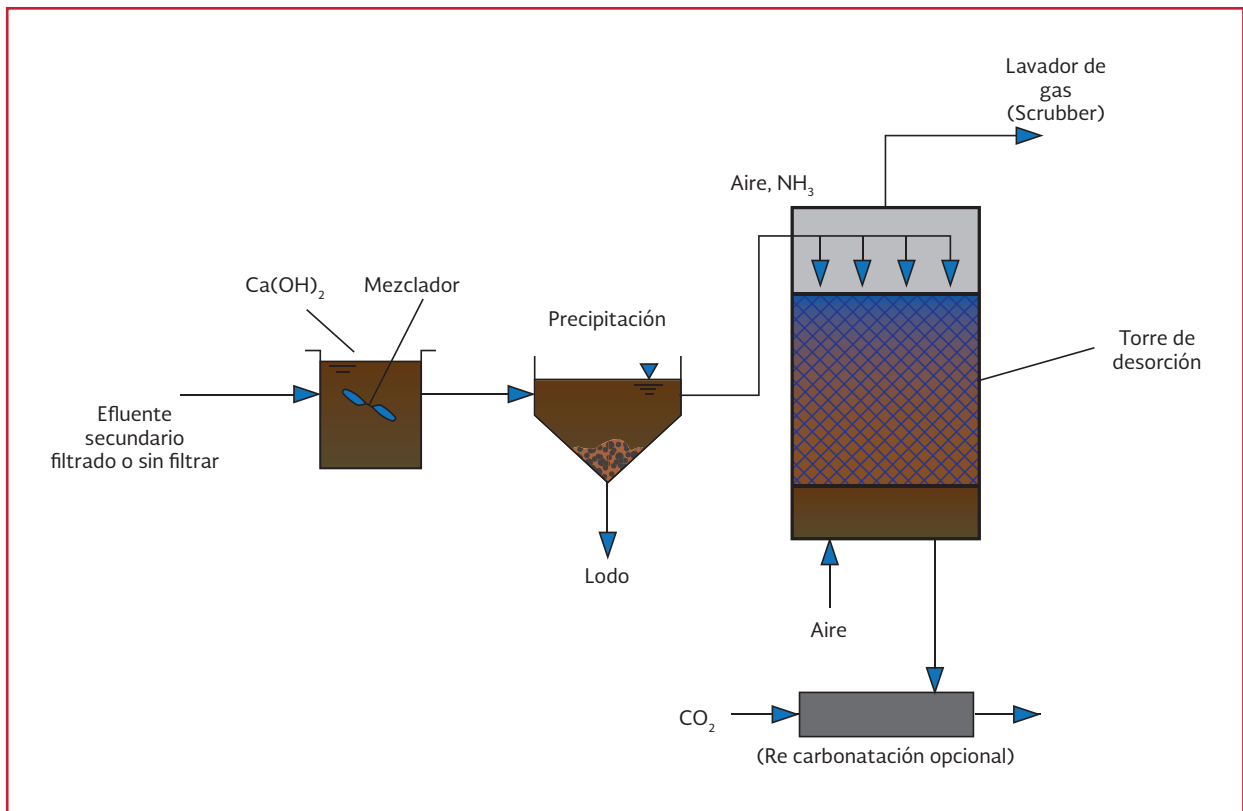 Lavador de
gas
(Scrubber)
Aire, NH₃
Ca(OH)₂
Mezclador
Precipitación
Torre de
desorción
Efluente
secundario
filtrado o sin filtrar
Lodo
Aire
CO₂
(Re carbonatación opcional)